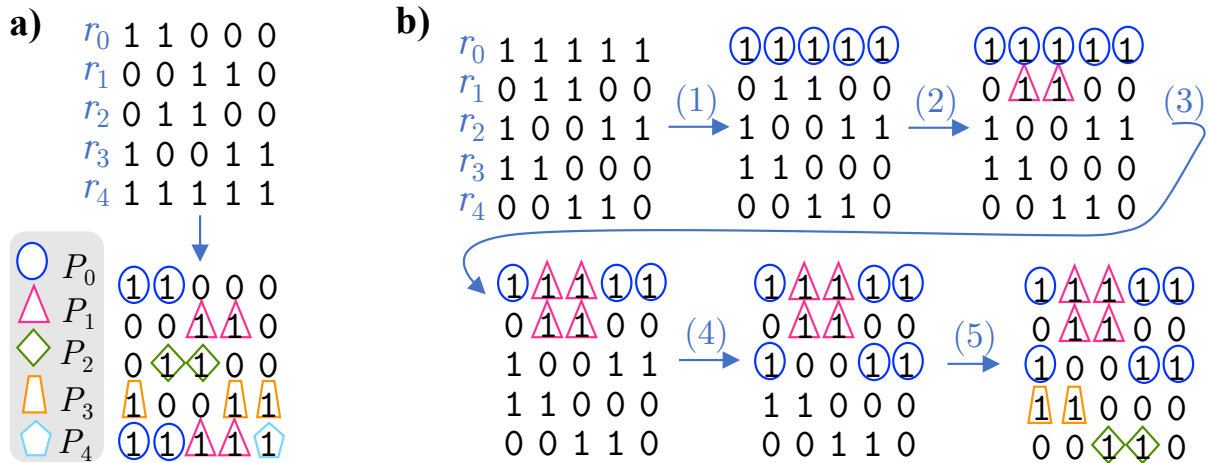 a)
r0 1 1 0 0 0
r1 0 0 1 1 0
r2 0 1 1 0 0
r3 1 0 0 1 1
r4 1 1 1 1 1
P0
P1
P2
P3
P4
1 1 0 0 0
0 0 1 1 0
0 1 1 0 0
1 0 0 1 1
1 1 1 1 1
b)
r0 1 1 1 1 1
r1 0 1 1 0 0
r2 1 0 0 1 1
r3 1 1 0 0 0
r4 0 0 1 1 0
(1)
1 1 1 1 1
0 1 1 0 0
1 0 0 1 1
1 1 0 0 0
0 0 1 1 0
(2)
1 1 1 1 1
0 1 1 0 0
1 0 0 1 1
1 1 0 0 0
0 0 1 1 0
(3)
1 1 1 1 1
0 1 1 0 0
1 0 0 1 1
1 1 0 0 0
0 0 1 1 0
(4)
1 1 1 1 1
0 1 1 0 0
1 0 0 1 1
1 1 0 0 0
0 0 1 1 0
(5)
1 1 1 1 1
0 1 1 0 0
1 0 0 1 1
1 1 0 0 0
0 0 1 1 0